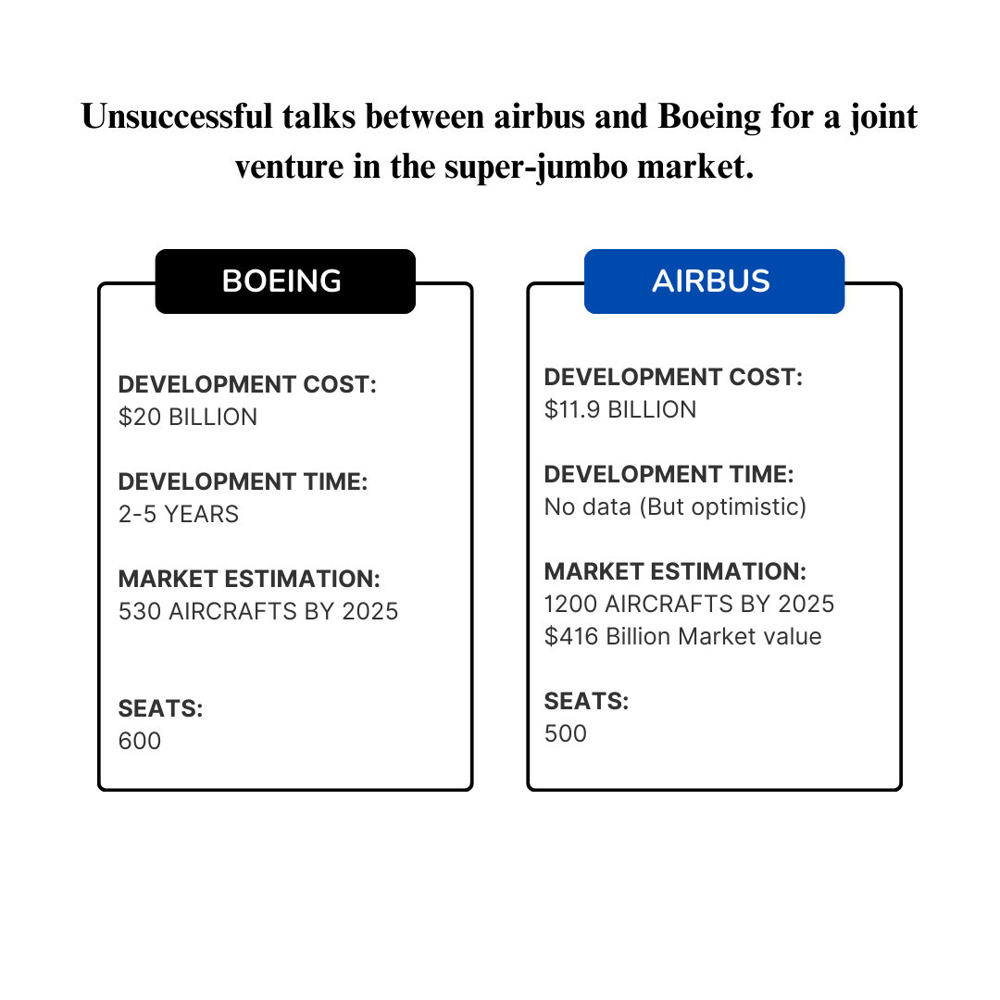 Unsuccessful talks between airbus and Boeing for a joint
venture in the super-jumbo market.
BOEING
DEVELOPMENT COST:
$20 BILLION
DEVELOPMENT TIME:
2-5 YEARS
MARKET ESTIMATION:
530 AIRCRAFTS BY 2025
SEATS:
600
AIRBUS
DEVELOPMENT COST:
$11.9 BILLION
DEVELOPMENT TIME:
No data (But optimistic)
MARKET ESTIMATION:
1200 AIRCRAFTS BY 2025
$416 Billion Market value
SEATS:
500